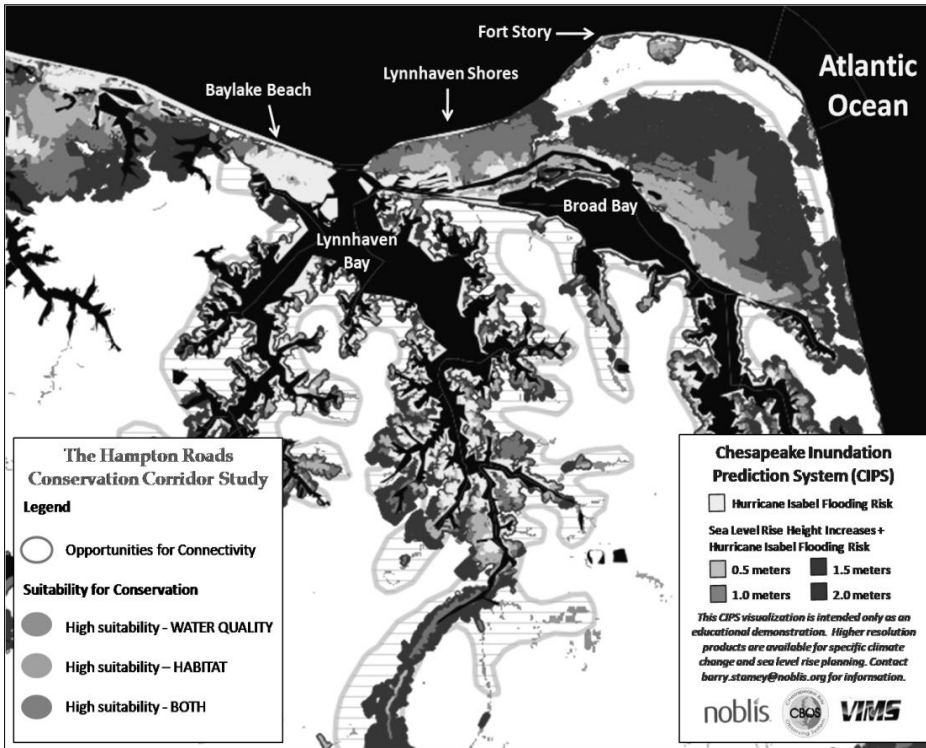 Fort Story
Lynnhaven Shores
Baylake Beach
Atlantic
Ocean
Broad Bay
Lynnhaven
Bay
The Hampton Roads
Conservation Corridor Study
Legend
Opportunities for Connectivity
Suitability for Conservation
High suitability - WATER QUALITY
High suitability – HABITAT
High suitability - BOTH
Chesapeake Inundation
Prediction System (CIPS)
Hurricane Isabel Flooding Risk
Sea Level Rise Height Increases +
Hurricane Isabel Flooding Risk
0.5 meters
1.5 meters
1.0 meters
2.0 meters
This CIPS visualization is intended only as an
educational demonstration. Higher resolution
products are available for specific climate
change and sea level rise planning. Contact
barry.stamey@noblis.org for information.
noblis
CBOS
VIMS